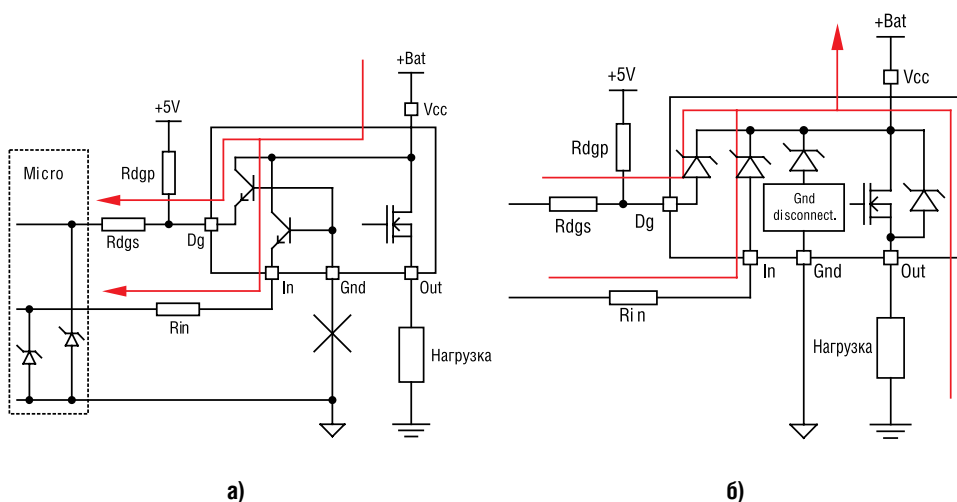 +Bat
Vcc
+5V
Rdgp
Micro
Rdgs
Dg
In
Gnd
Out
Rin
Нагрузка
а)
+Bat
Vcc
+5V
Rdgp
Gnd
disconnect.
Rdgs
Dg
In
Gnd
Out
Rin
Нагрузка
б)